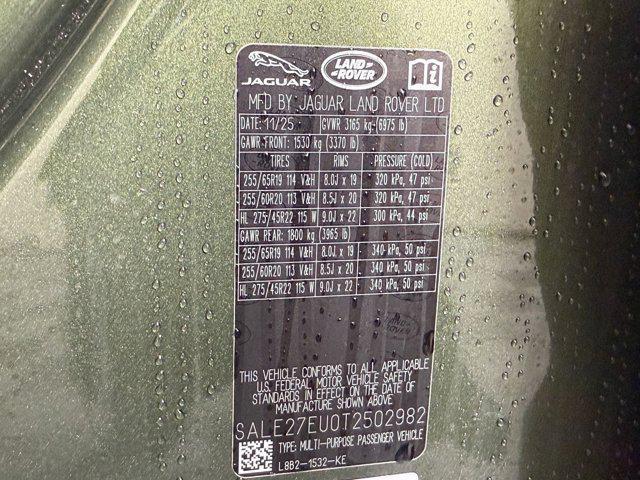 JAGUAR LAND ROVER
MFD BY JAGUAR LAND ROVER LTD
DATE: 11/25 GVWR 3165 kg (6975 lb)
GAWR FRONT: 1530 kg (3370 lb)
TIRES RIMS PRESSURE (COLD)
255/65R19 114 V&H 8.0J x 19 320 kPa, 47 psi
255/60R20 113 V&H 8.5J x 20 320 kPa, 47 psi
HL 275/45R22 115 W 9.0J x 22 300 kPa, 44 psi
GAWR REAR: 1800 kg (3965 lb)
255/65R19 114 V&H 8.0J x 19 340 kPa, 50 psi
255/60R20 113 V&H 8.5J x 20 340 kPa, 50 psi
HL 275/45R22 115 W 9.0J x 22 340 kPa, 50 psi
LAND ROVER
THIS VEHICLE CONFORMS TO ALL APPLICABLE
U.S. FEDERAL MOTOR VEHICLE SAFETY
STANDARDS IN EFFECT ON THE DATE OF
MANUFACTURE SHOWN ABOVE
SALE27EU0T2502982
TYPE: MULTI-PURPOSE PASSENGER VEHICLE
L8B2-1532-KE